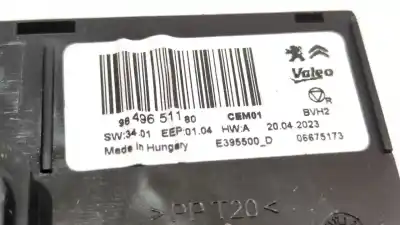 Valeo
98 496 511 80
CEM01
R
BVH2
SW:34.01 EEP:01.04 HW:A 20.04.2023
Made in Hungary E395500_D 06675173
>PP T20<